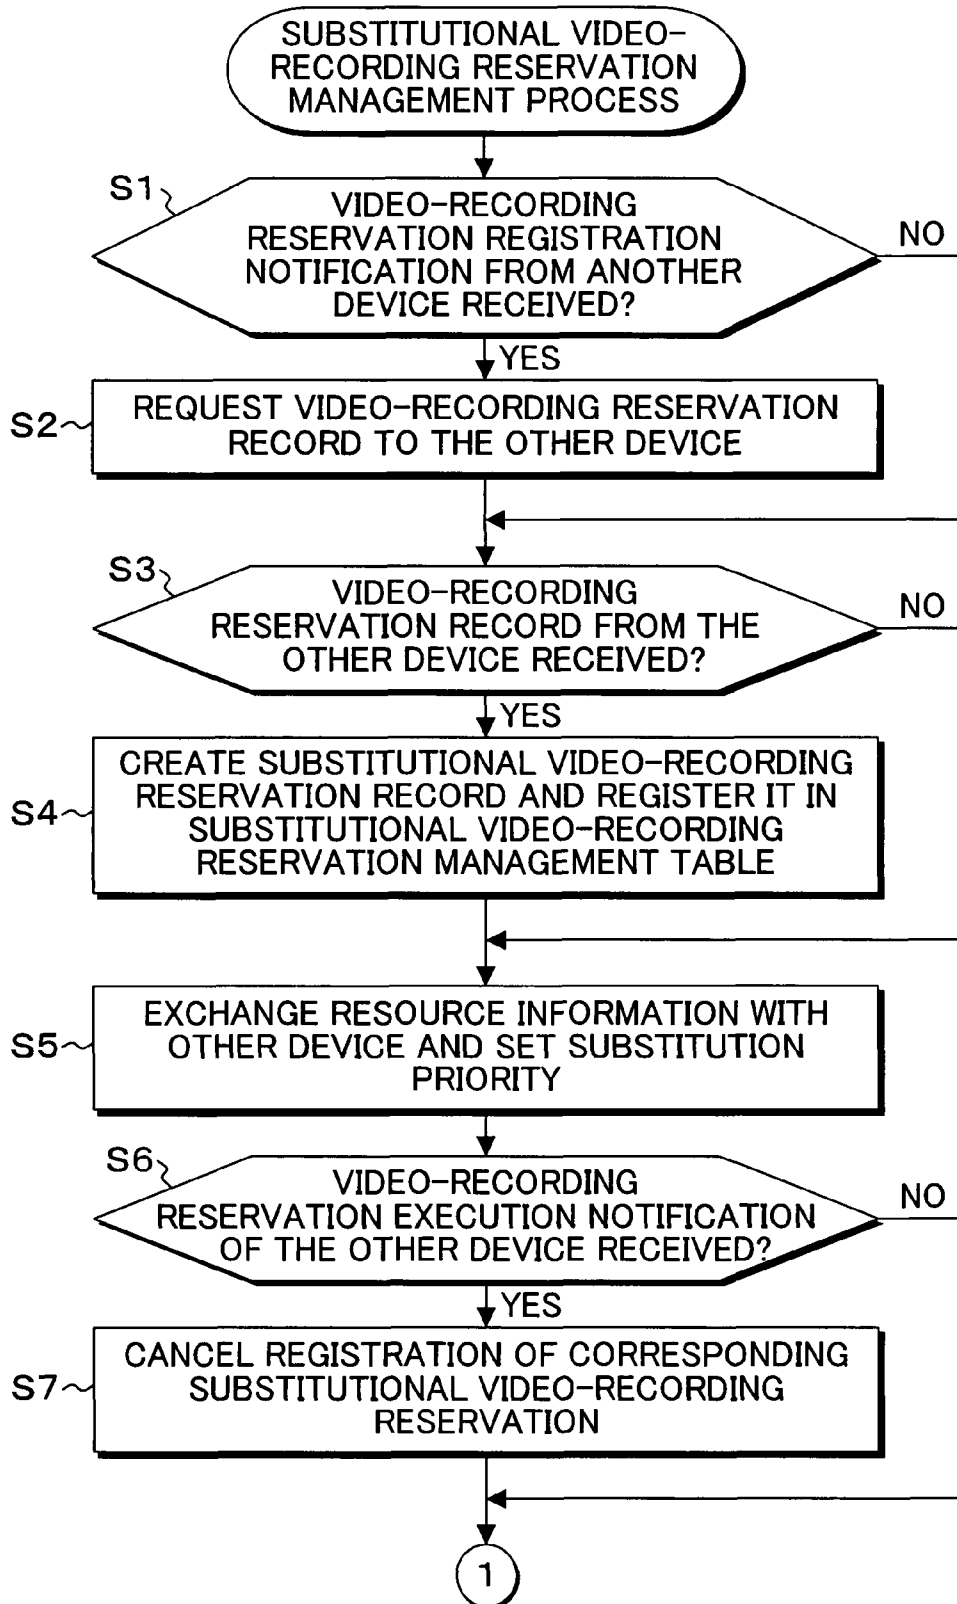 SUBSTITUTIONAL VIDEO-
RECORDING RESERVATION
MANAGEMENT PROCESS
S1
VIDEO-RECORDING
RESERVATION REGISTRATION
NOTIFICATION FROM ANOTHER
DEVICE RECEIVED?
NO
YES
S2
REQUEST VIDEO-RECORDING RESERVATION
RECORD TO THE OTHER DEVICE
S3
VIDEO-RECORDING
RESERVATION RECORD FROM THE
OTHER DEVICE RECEIVED?
NO
YES
S4
CREATE SUBSTITUTIONAL VIDEO-RECORDING
RESERVATION RECORD AND REGISTER IT IN
SUBSTITUTIONAL VIDEO-RECORDING
RESERVATION MANAGEMENT TABLE
S5
EXCHANGE RESOURCE INFORMATION WITH
OTHER DEVICE AND SET SUBSTITUTION
PRIORITY
S6
VIDEO-RECORDING
RESERVATION EXECUTION NOTIFICATION
OF THE OTHER DEVICE RECEIVED?
NO
YES
S7
CANCEL REGISTRATION OF CORRESPONDING
SUBSTITUTIONAL VIDEO-RECORDING
RESERVATION
1